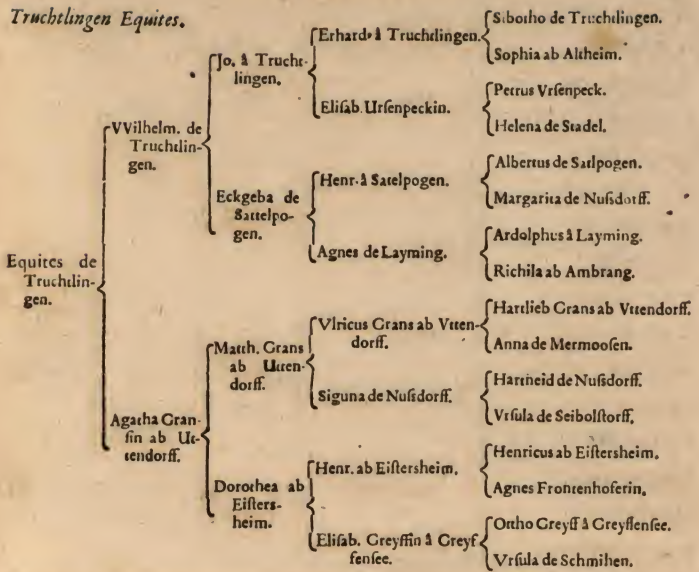 Truchtlingen Equites.
Equites de
Truchtlin-
gen.
VVilhelm. de
Truchtlin-
gen.
Agatha Gran-
ſin ab Ut-
tendorff.
Jo. à Trucht-
lingen.
Eckgeba de
Sattelpo-
gen.
Matth. Grans
ab Utten-
dorff.
Dorothea ab
Eiſters-
heim.
Erhard. à Truchtlingen.
Eliſab. Urſenpeckin.
Henr. à Satelpogen.
Agnes de Layming.
Vlricus Grans ab Vtten-
dorff.
Siguna de Nuſsdorff.
Henr. ab Eiſtersheim.
Eliſab. Greyffin à Greyf
fenſee.
Sibotho de Truchtlingen.
Sophia ab Altheim.
Petrus Vrſenpeck.
Helena de Stadel.
Albertus de Satlpogen.
Margarita de Nuſsdorff.
Ardolphus à Layming.
Richila ab Ambrang.
Hartlieb Grans ab Vttendorff.
Anna de Mermooſen.
Hartneid de Nuſsdorff.
Vrſula de Seibolſtorff.
Henricus ab Eiſtersheim.
Agnes Frontenhoferin.
Ottho Greyff à Greyffenſee.
Vrſula de Schmihen.